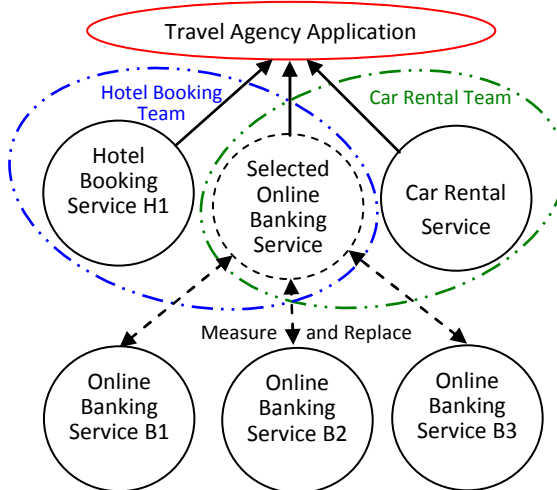 Travel Agency Application
Hotel Booking
Team
Car Rental Team
Hotel
Booking
Service H1
Selected
Online
Banking
Service
Car Rental
Service
Measure and Replace
Online
Banking
Service B1
Online
Banking
Service B2
Online
Banking
Service B3